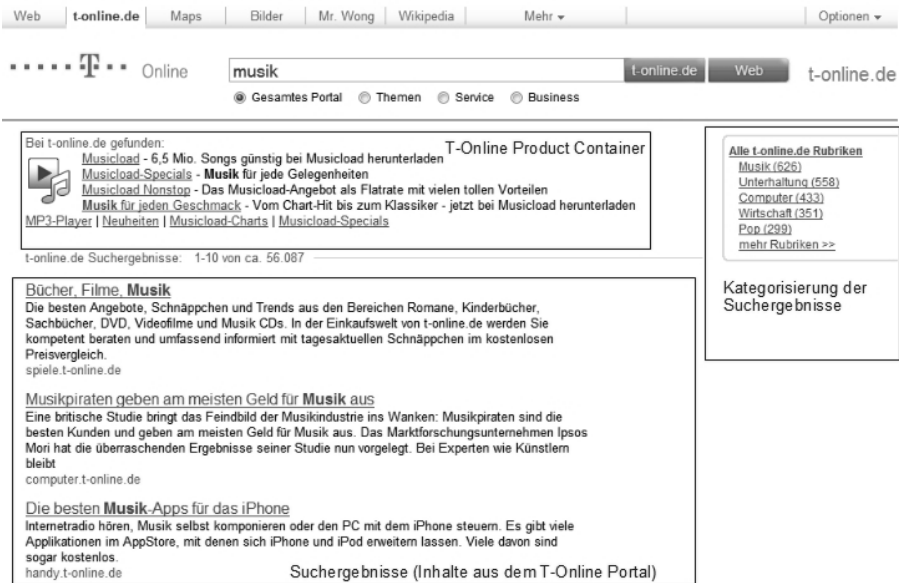 Web t-online.de Maps Bilder Mr. Wong Wikipedia Mehr Optionen
T Online musik t-online.de Web t-online.de
Gesamtes Portal Themen Service Business
Bei t-online.de gefunden:
T-Online Product Container
Musicload - 6,5 Mio. Songs günstig bei Musicload herunterladen
Musicload-Specials - Musik für jede Gelegenheiten
Musicload Nonstop - Das Musicload-Angebot als Flatrate mit vielen tollen Vorteilen
Musik für jeden Geschmack - Vom Chart-Hit bis zum Klassiker - jetzt bei Musicload herunterladen
MP3-Player | Neuheiten | Musicload-Charts | Musicload-Specials
Alle t-online.de Rubriken
Musik (626)
Unterhaltung (558)
Computer (433)
Wirtschaft (351)
Pop (299)
mehr Rubriken >>
Kategorisierung der
Suchergebnisse
t-online.de Suchergebnisse: 1-10 von ca. 56.087
Bücher, Filme, Musik
Die besten Angebote, Schnäppchen und Trends aus den Bereichen Romane, Kinderbücher,
Sachbücher, DVD, Videofilme und Musik CDs. In der Einkaufswelt von t-online.de werden Sie
kompetent beraten und umfassend informiert mit tagesaktuellen Schnäppchen im kostenlosen
Preisvergleich.
spiele.t-online.de
Musikpiraten geben am meisten Geld für Musik aus
Eine britische Studie bringt das Feindbild der Musikindustrie ins Wanken: Musikpiraten sind die
besten Kunden und geben am meisten Geld für Musik aus. Das Marktforschungsunternehmen Ipsos
Mori hat die überraschenden Ergebnisse seiner Studie nun vorgelegt. Bei Experten wie Künstlern
bleibt
computer.t-online.de
Die besten Musik-Apps für das iPhone
Internetradio hören, Musik selbst komponieren oder den PC mit dem iPhone steuern. Es gibt viele
Applikationen im AppStore, mit denen sich iPhone und iPod erweitern lassen. Viele davon sind
sogar kostenlos.
handy.t-online.de
Suchergebnisse (Inhalte aus dem T-Online Portal)